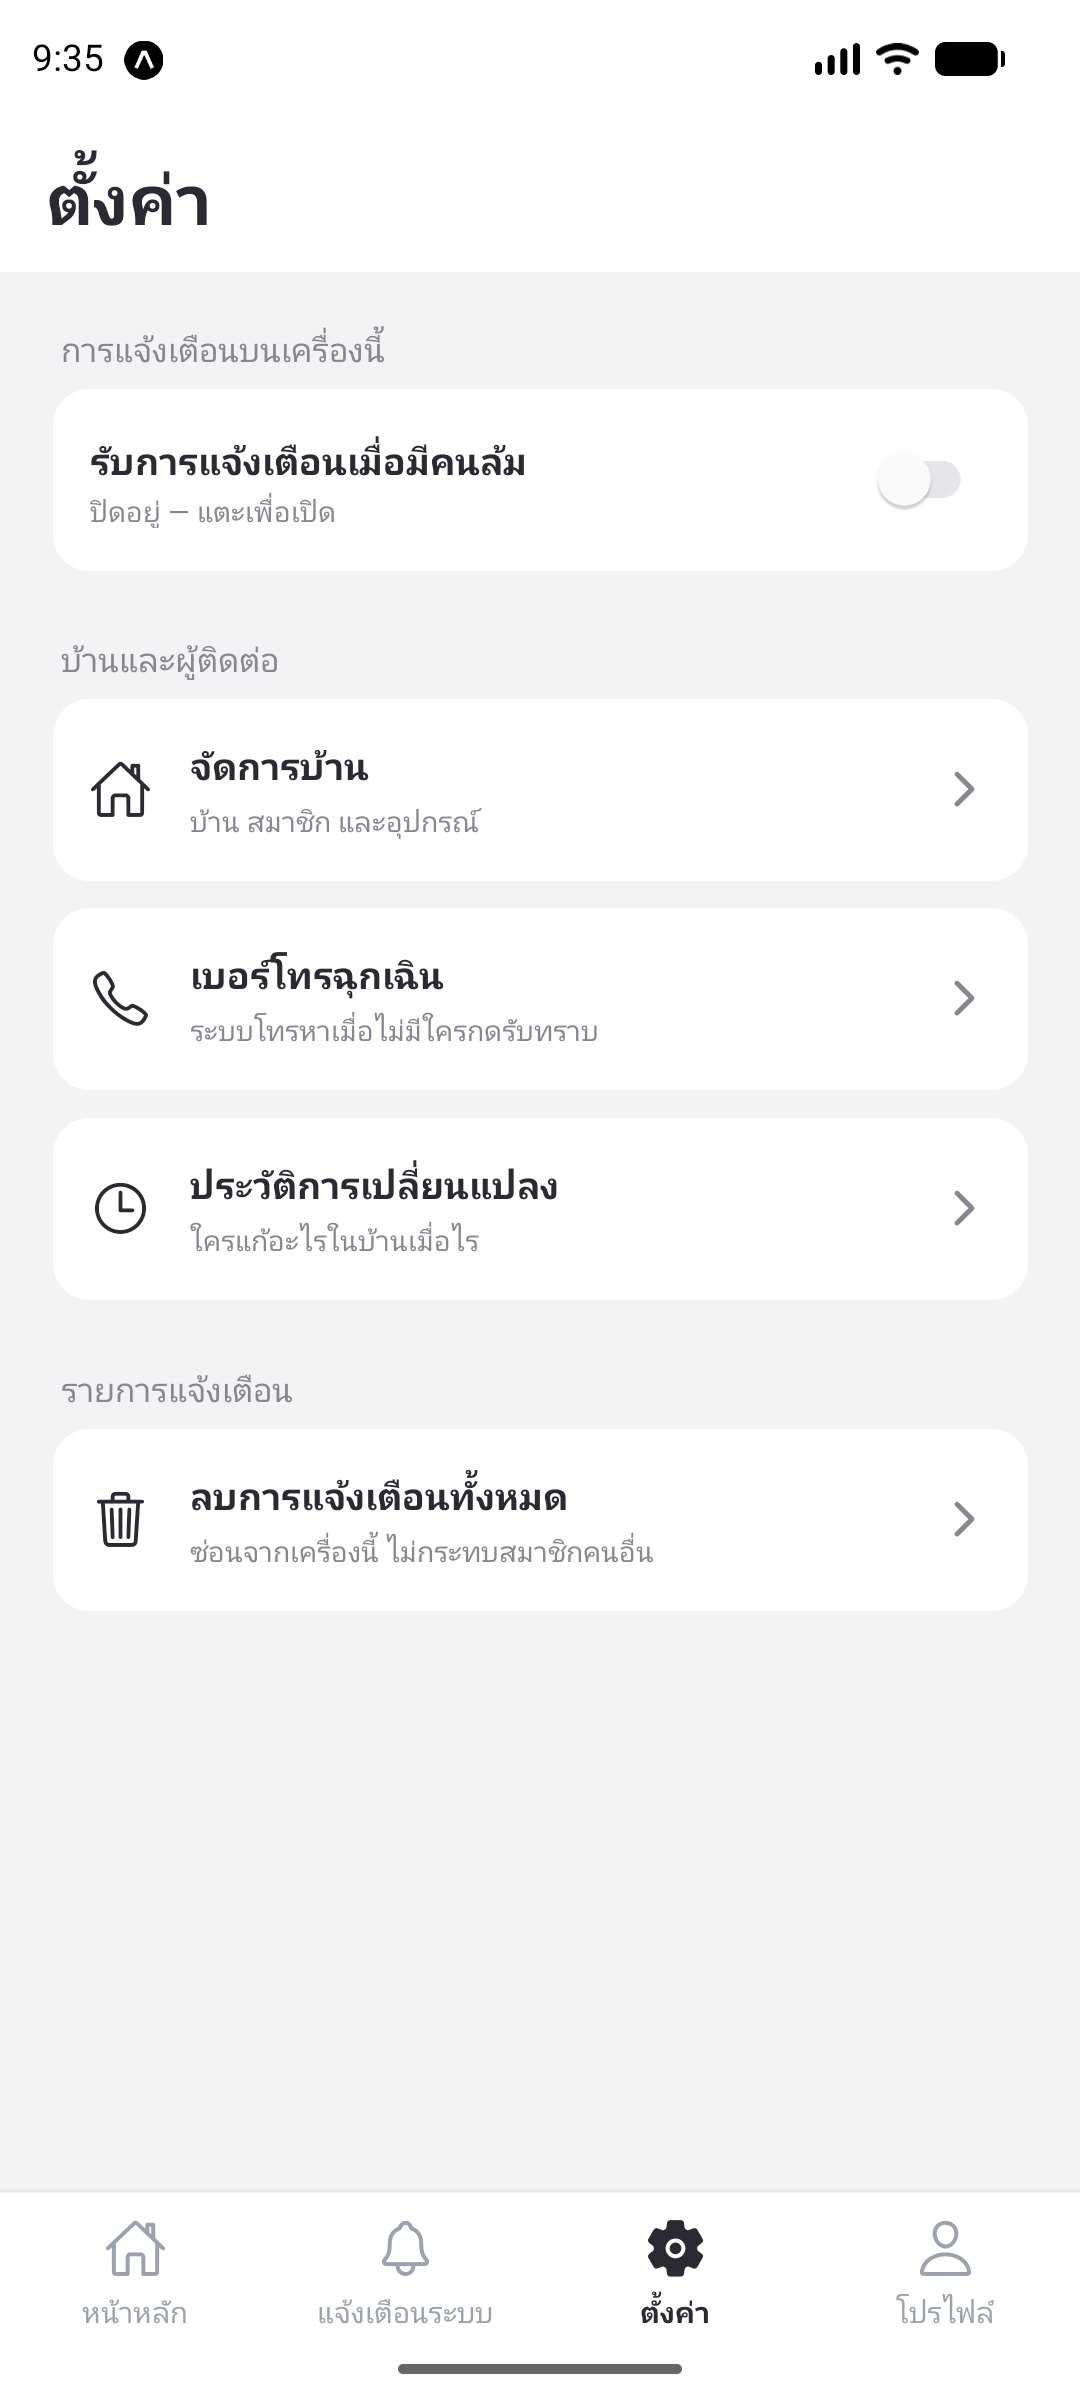 9:35
ตั้งค่า
การแจ้งเตือนบนเครื่องนี้
รับการแจ้งเตือนเมื่อมีคนล้ม
ปิดอยู่ — แตะเพื่อเปิด
บ้านและผู้ติดต่อ
จัดการบ้าน
บ้าน สมาชิก และอุปกรณ์
เบอร์โทรฉุกเฉิน
ระบบโทรหาเมื่อไม่มีใครกดรับทราบ
ประวัติการเปลี่ยนแปลง
ใครแก้อะไรในบ้านเมื่อไร
รายการแจ้งเตือน
ลบการแจ้งเตือนทั้งหมด
ซ่อนจากเครื่องนี้ ไม่กระทบสมาชิกคนอื่น
หน้าหลัก
แจ้งเตือนระบบ
ตั้งค่า
โปรไฟล์